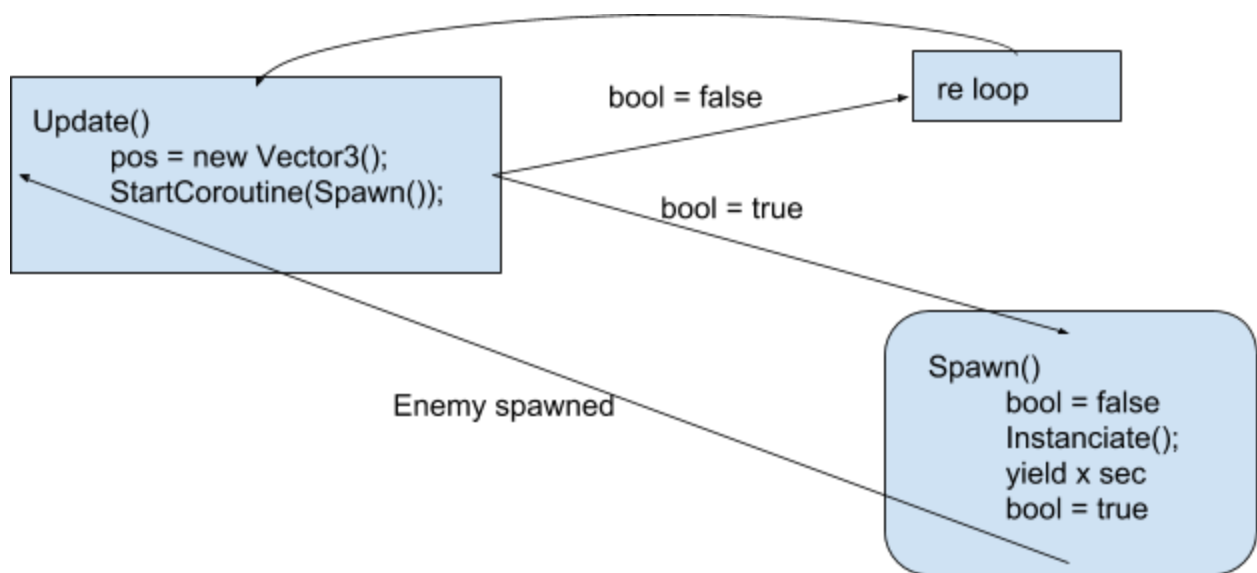 Update()
pos = new Vector3();
StartCoroutine(Spawn());
bool = false
re loop
bool = true
Enemy spawned
Spawn()
bool = false
Instanciate();
yield x sec
bool = true